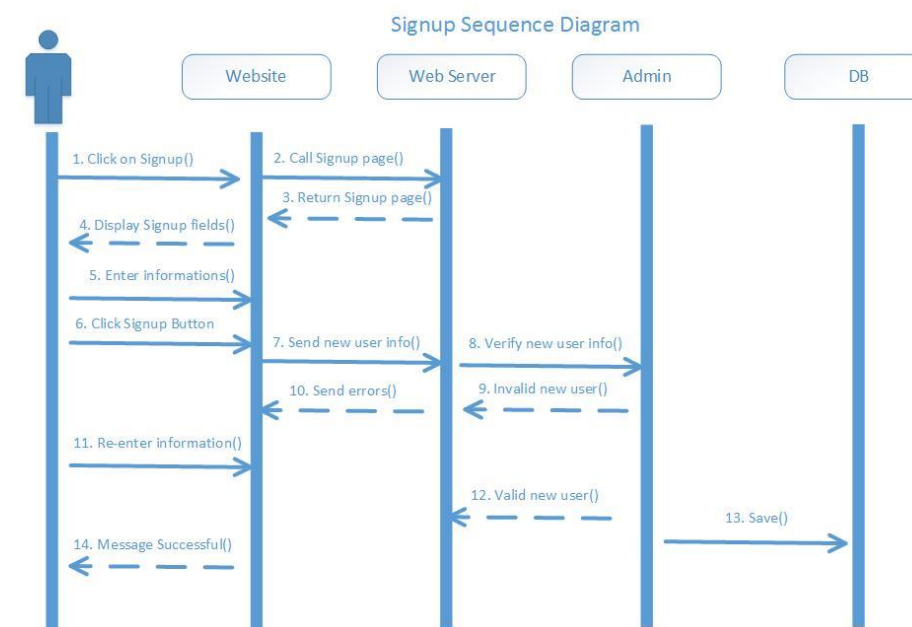 Signup Sequence Diagram
Website
Web Server
Admin
DB
1. Click on Signup()
2. Call Signup page()
3. Return Signup page()
4. Display Signup fields()
5. Enter informations()
6. Click Signup Button
7. Send new user info()
8. Verify new user info()
9. Invalid new user()
10. Send errors()
11. Re-enter information()
12. Valid new user()
13. Save()
14. Message Successful()